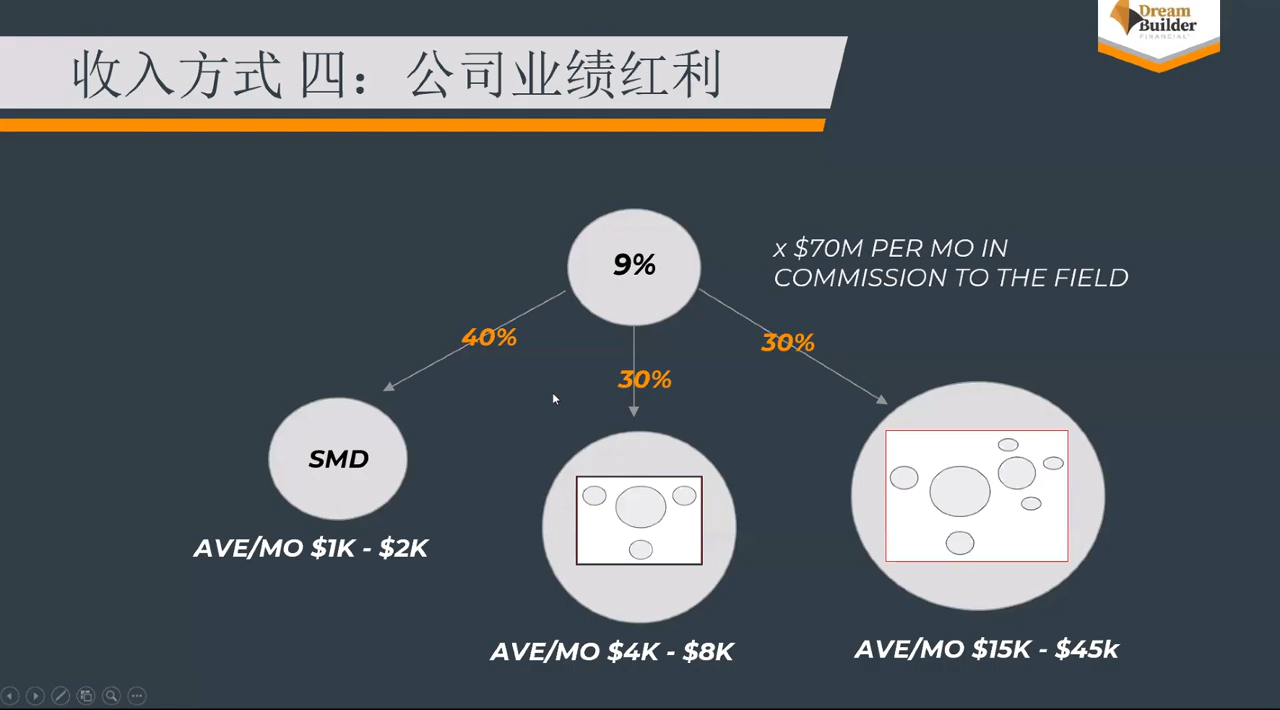 Dream
Builder
FINANCIAL
收入方式 四：公司业绩红利
9%
x $70M PER MO IN
COMMISSION TO THE FIELD
40%
30%
30%
SMD
AVE/MO $1K - $2K
AVE/MO $4K - $8K
AVE/MO $15K - $45k